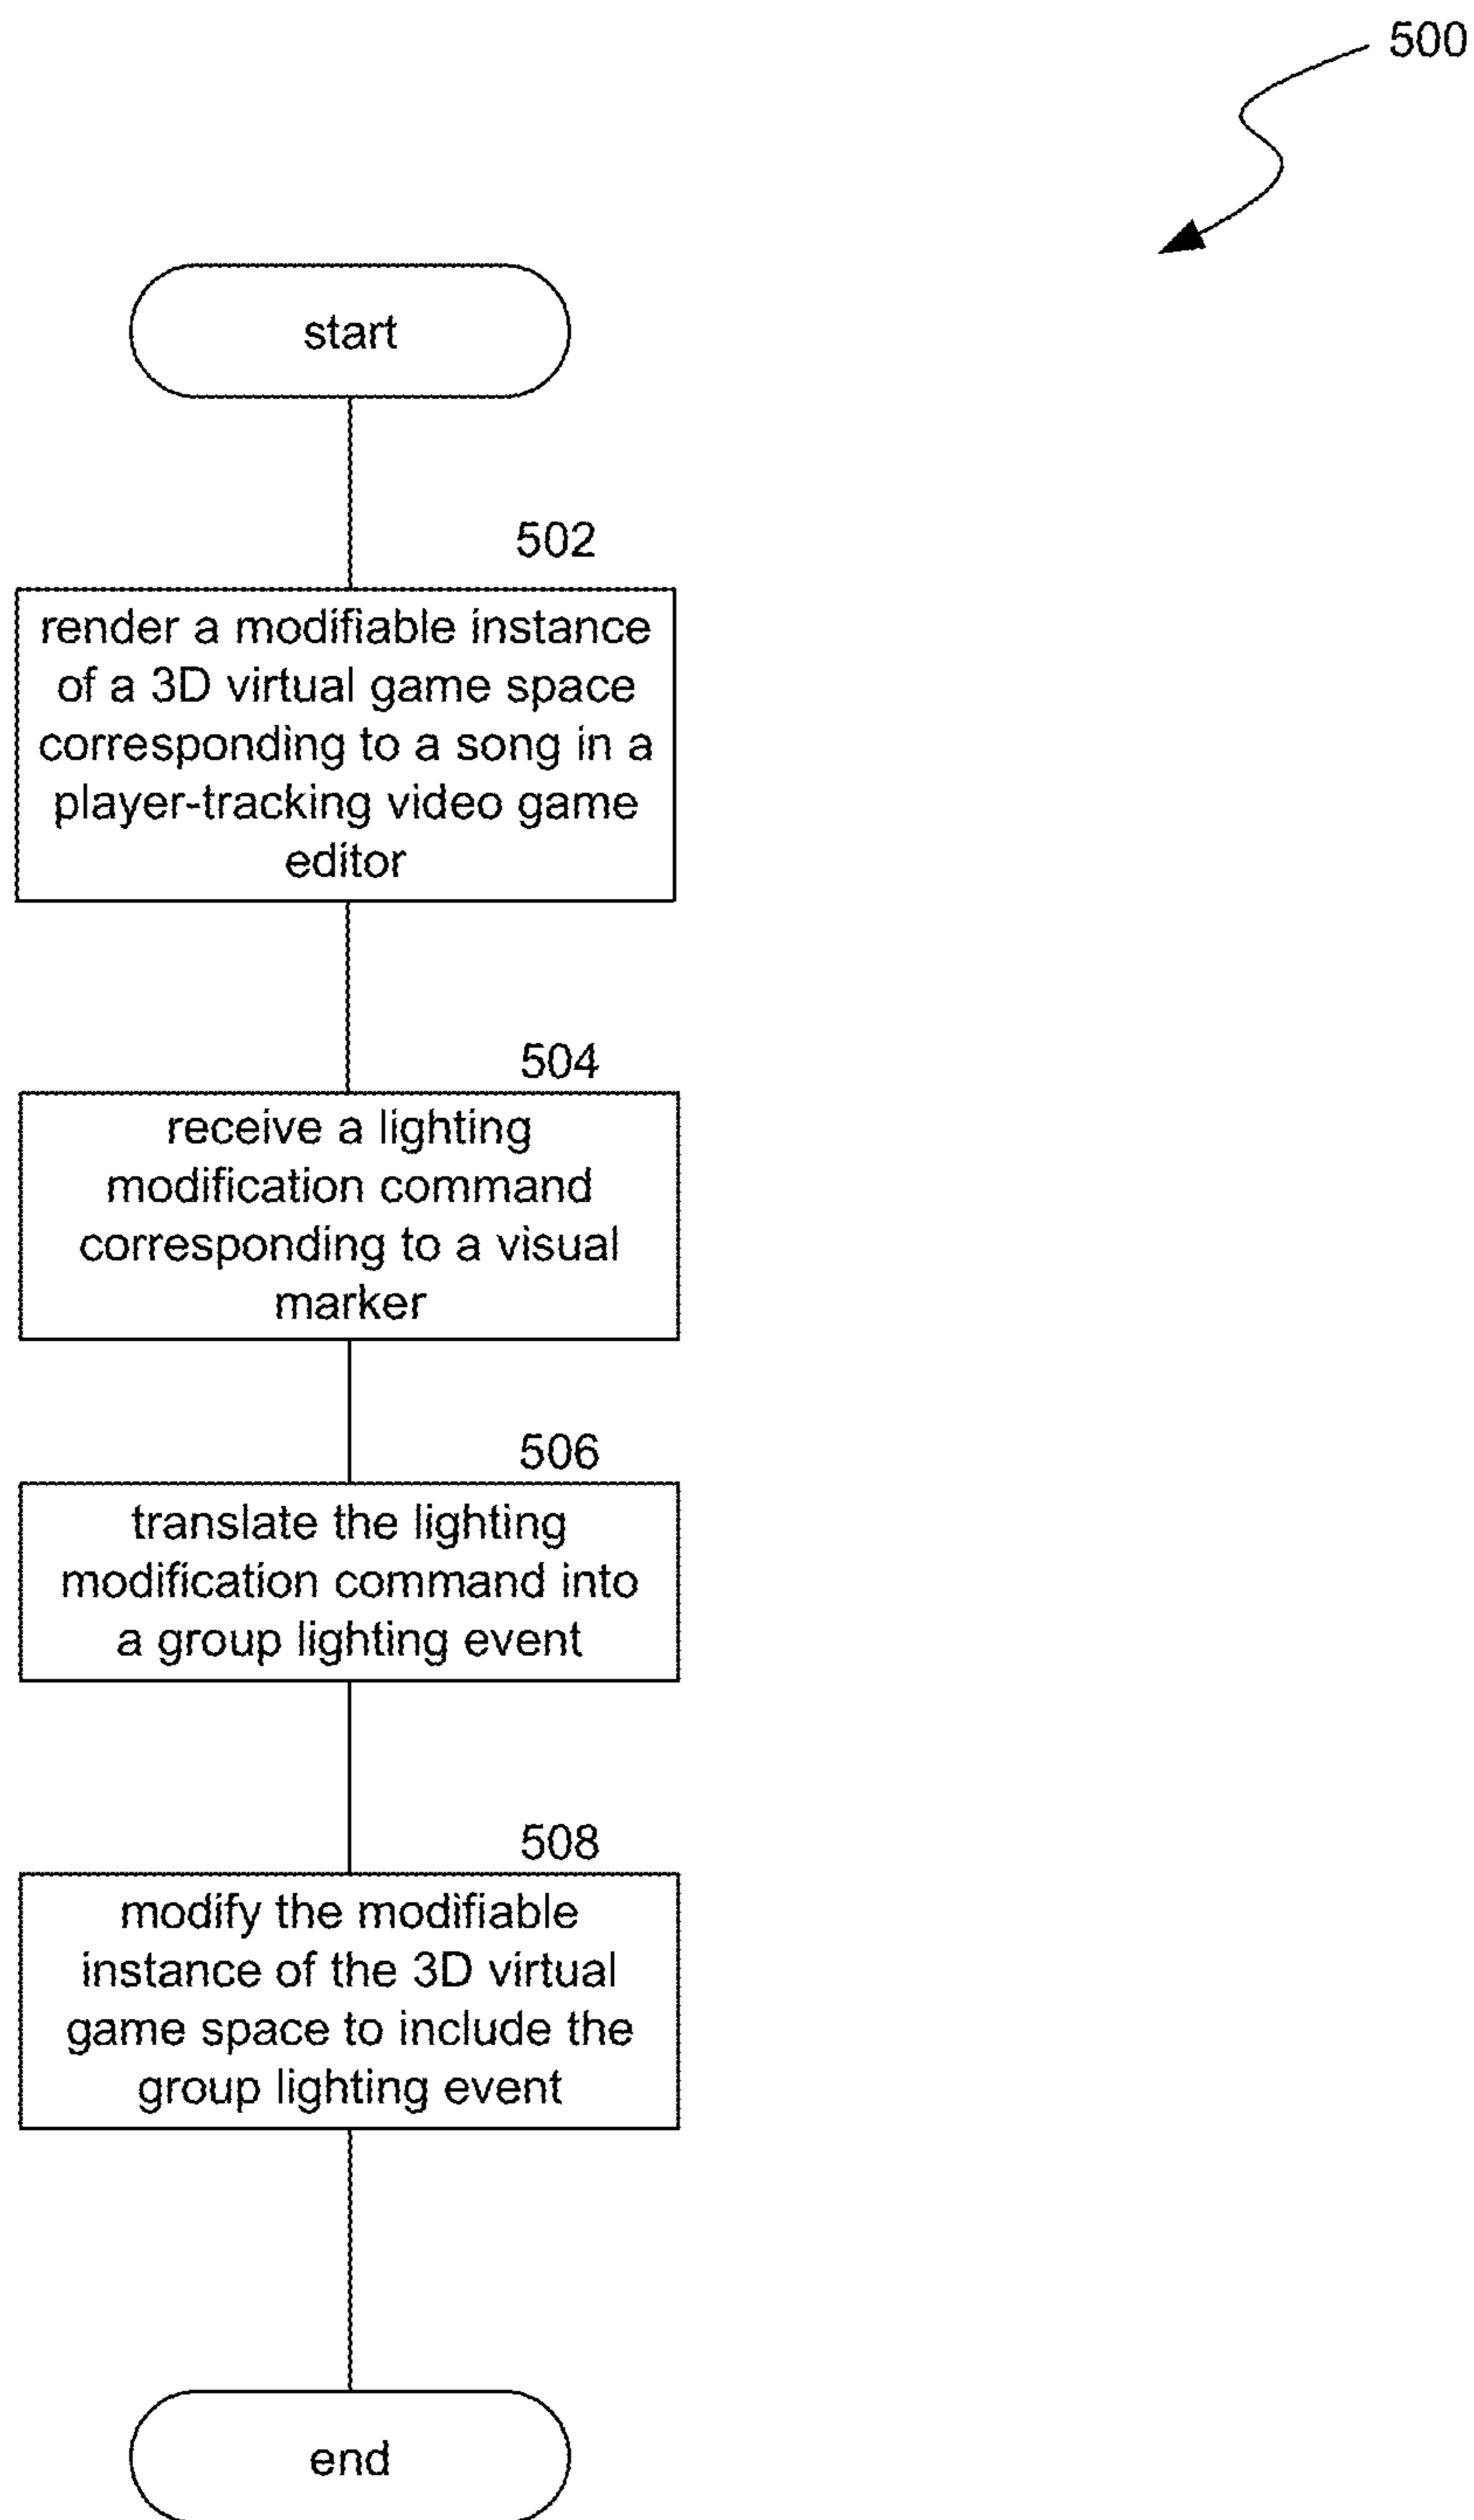 500
start
502
render a modifiable instance
of a 3D virtual game space
corresponding to a song in a
player-tracking video game
editor
504
receive a lighting
modification command
corresponding to a visual
marker
506
translate the lighting
modification command into
a group lighting event
508
modify the modifiable
instance of the 3D virtual
game space to include the
group lighting event
end